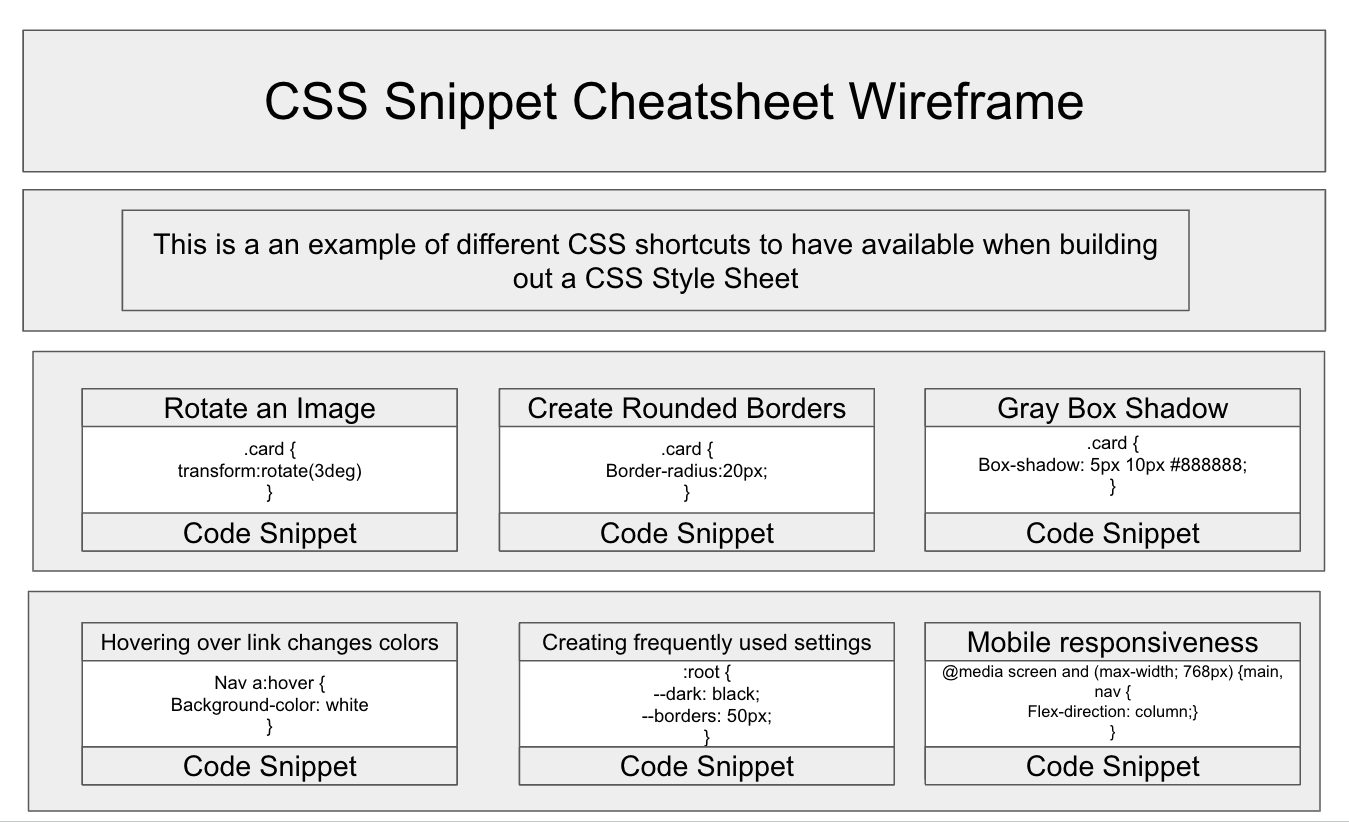 CSS Snippet Cheatsheet Wireframe
This is a an example of different CSS shortcuts to have available when building
out a CSS Style Sheet
Rotate an Image
.card {
transform:rotate(3deg)
}
Code Snippet
Create Rounded Borders
.card {
Border-radius:20px;
}
Code Snippet
Gray Box Shadow
.card {
Box-shadow: 5px 10px #888888;
}
Code Snippet
Hovering over link changes colors
Nav a:hover {
Background-color: white
}
Code Snippet
Creating frequently used settings
:root {
--dark: black;
--borders: 50px;
}
Code Snippet
Mobile responsiveness
@media screen and (max-width; 768px) {main,
nav {
Flex-direction: column;}
}
Code Snippet